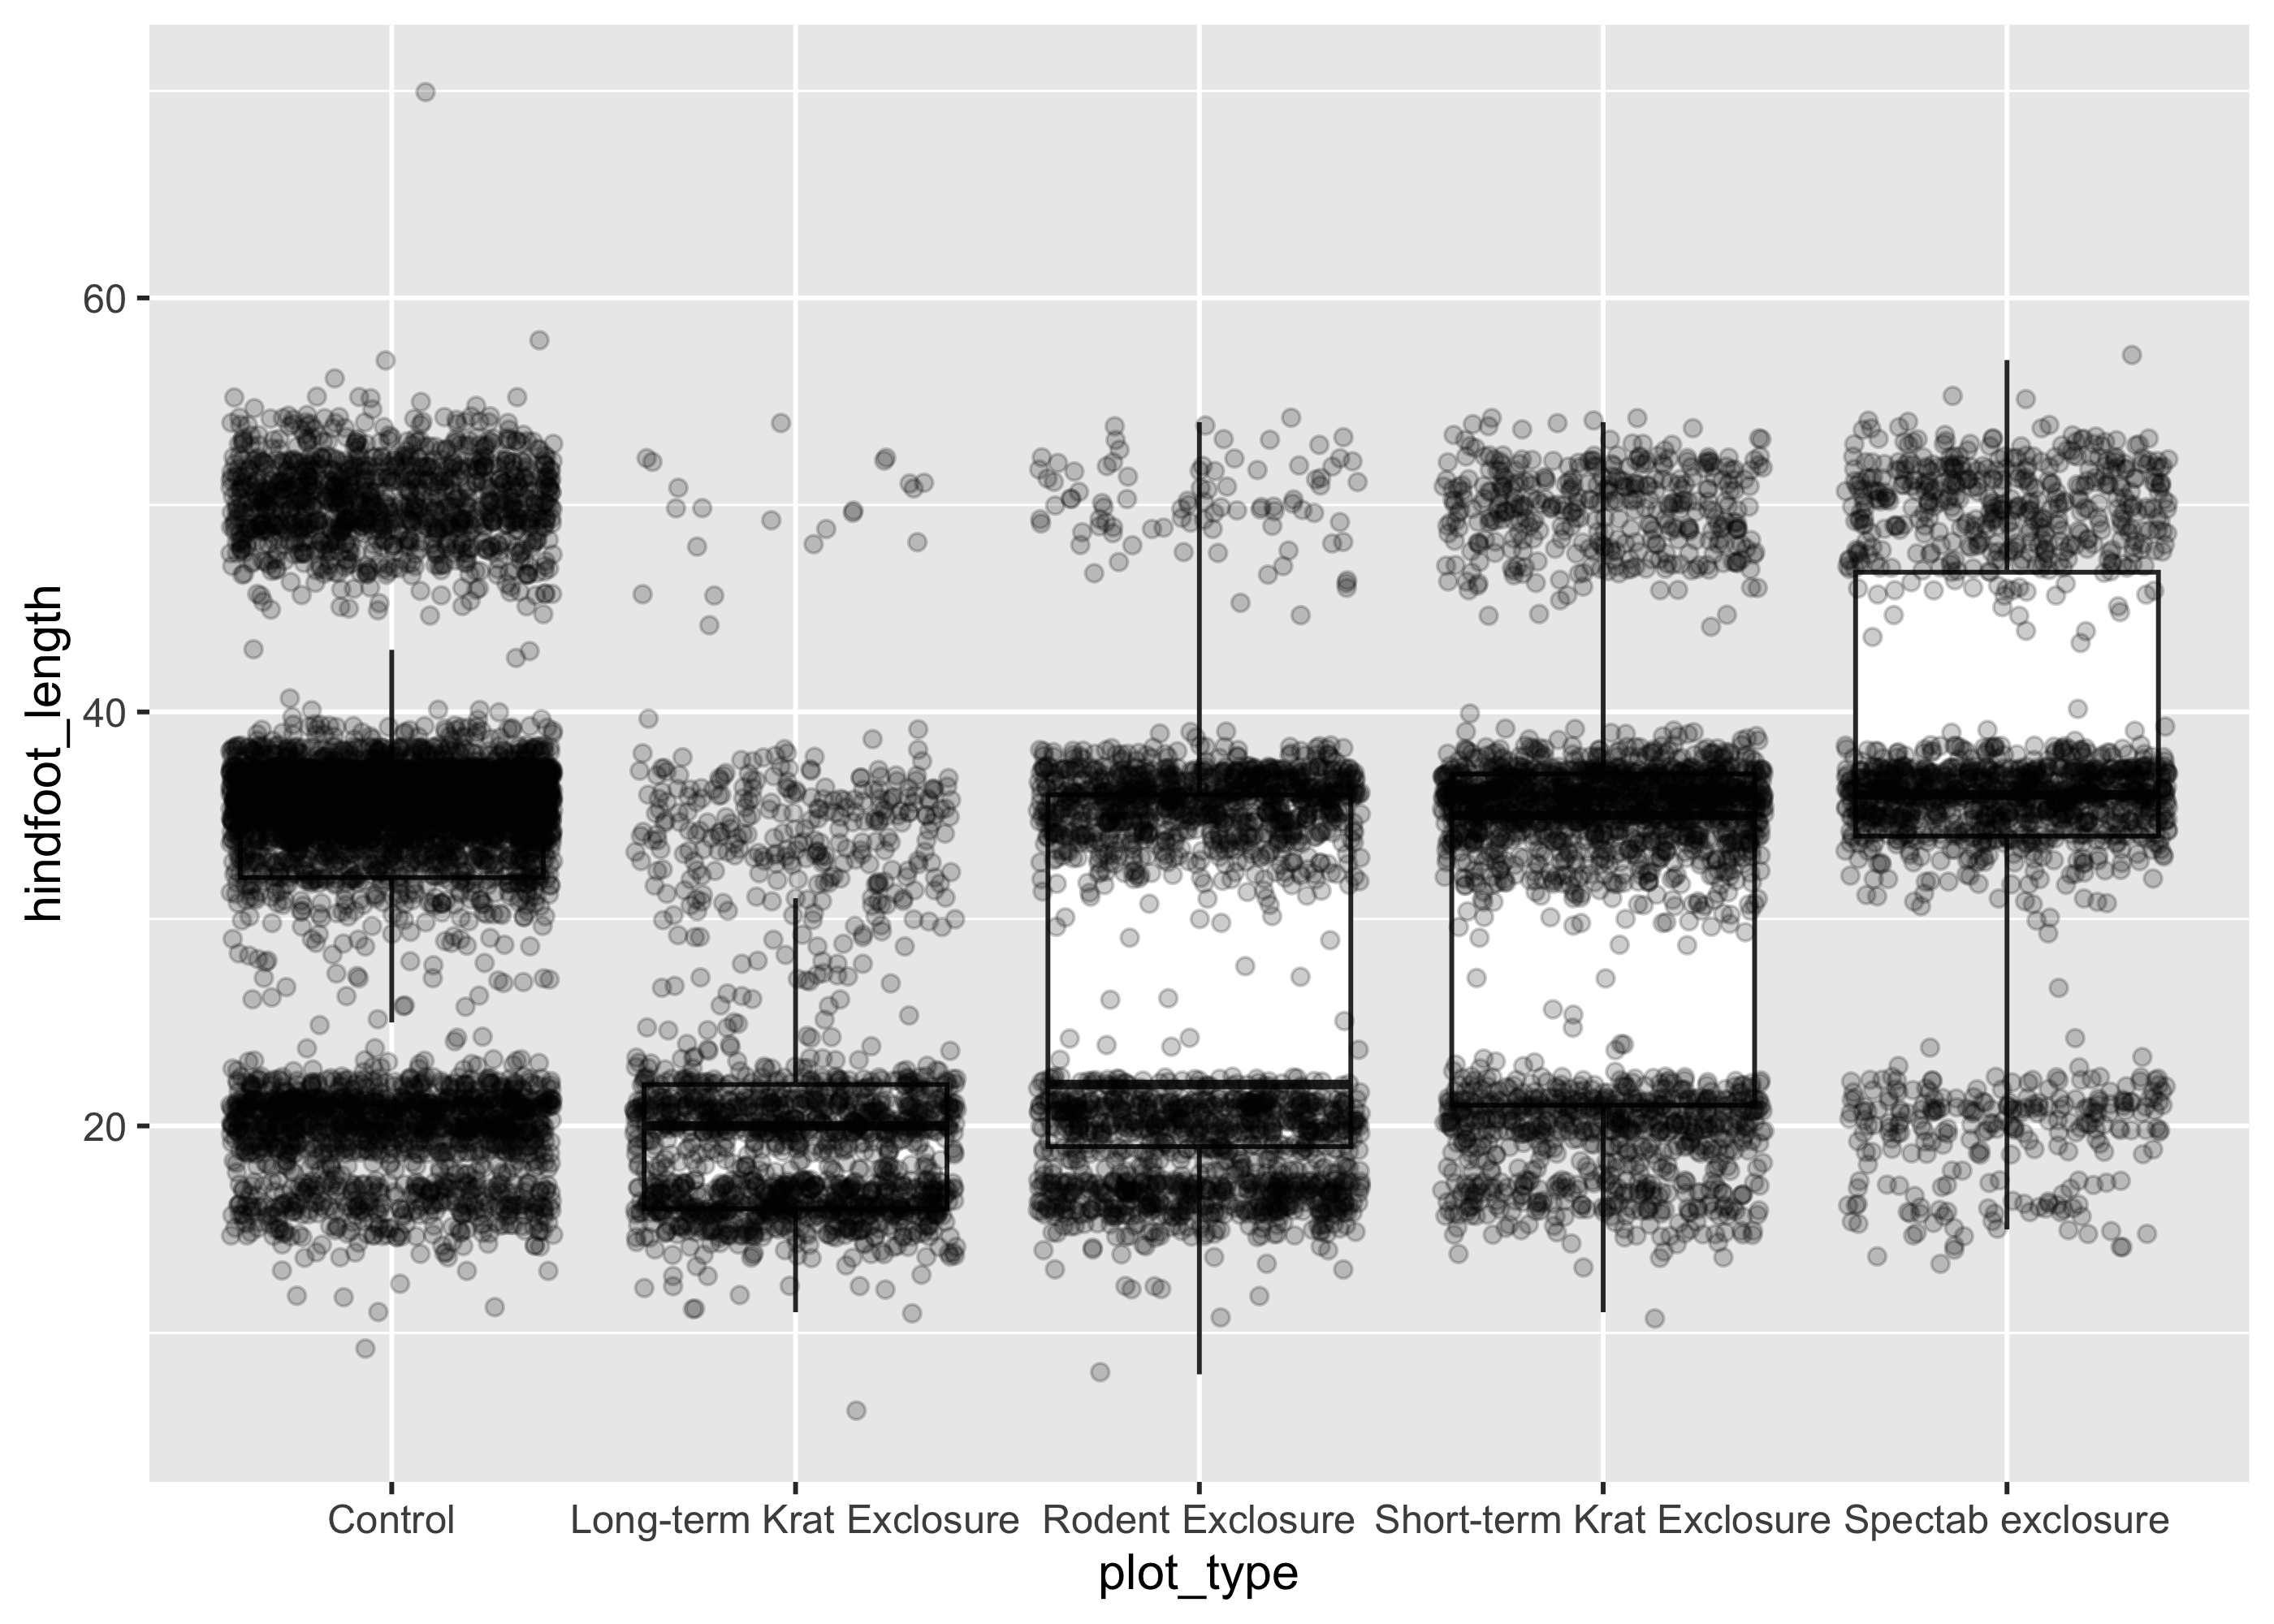 hindfoot_length
60
40
20
Control Long-term Krat Exclosure Rodent Exclosure Short-term Krat Exclosure Spectab exclosure
plot_type